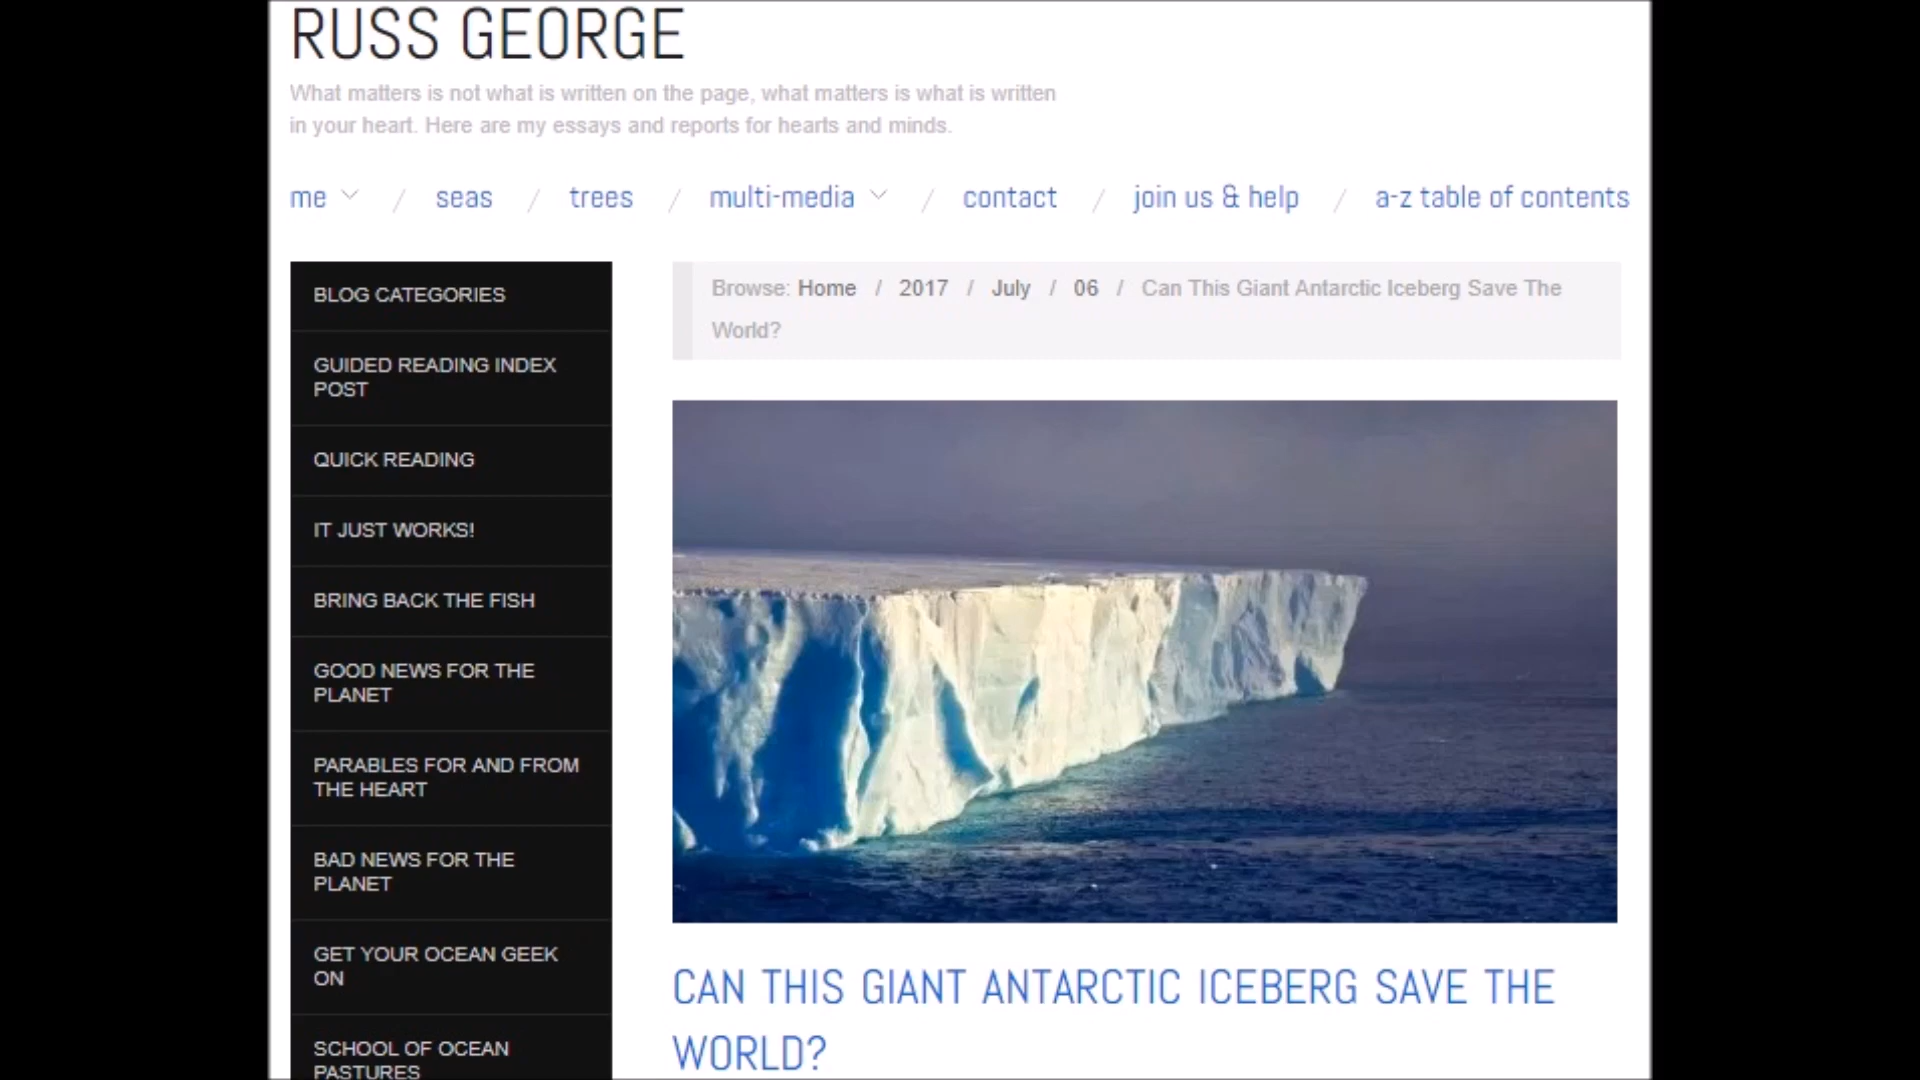 RUSS GEORGE
What matters is not what is written on the page, what matters is what is written
in your heart. Here are my essays and reports for hearts and minds.
me / seas / trees / multi-media / contact / join us & help / a-z table of contents
BLOG CATEGORIES
GUIDED READING INDEX
POST
QUICK READING
IT JUST WORKS!
BRING BACK THE FISH
GOOD NEWS FOR THE
PLANET
PARABLES FOR AND FROM
THE HEART
BAD NEWS FOR THE
PLANET
GET YOUR OCEAN GEEK
ON
SCHOOL OF OCEAN
PASTURES
Browse: Home / 2017 / July / 06 / Can This Giant Antarctic Iceberg Save The
World?
CAN THIS GIANT ANTARCTIC ICEBERG SAVE THE
WORLD?